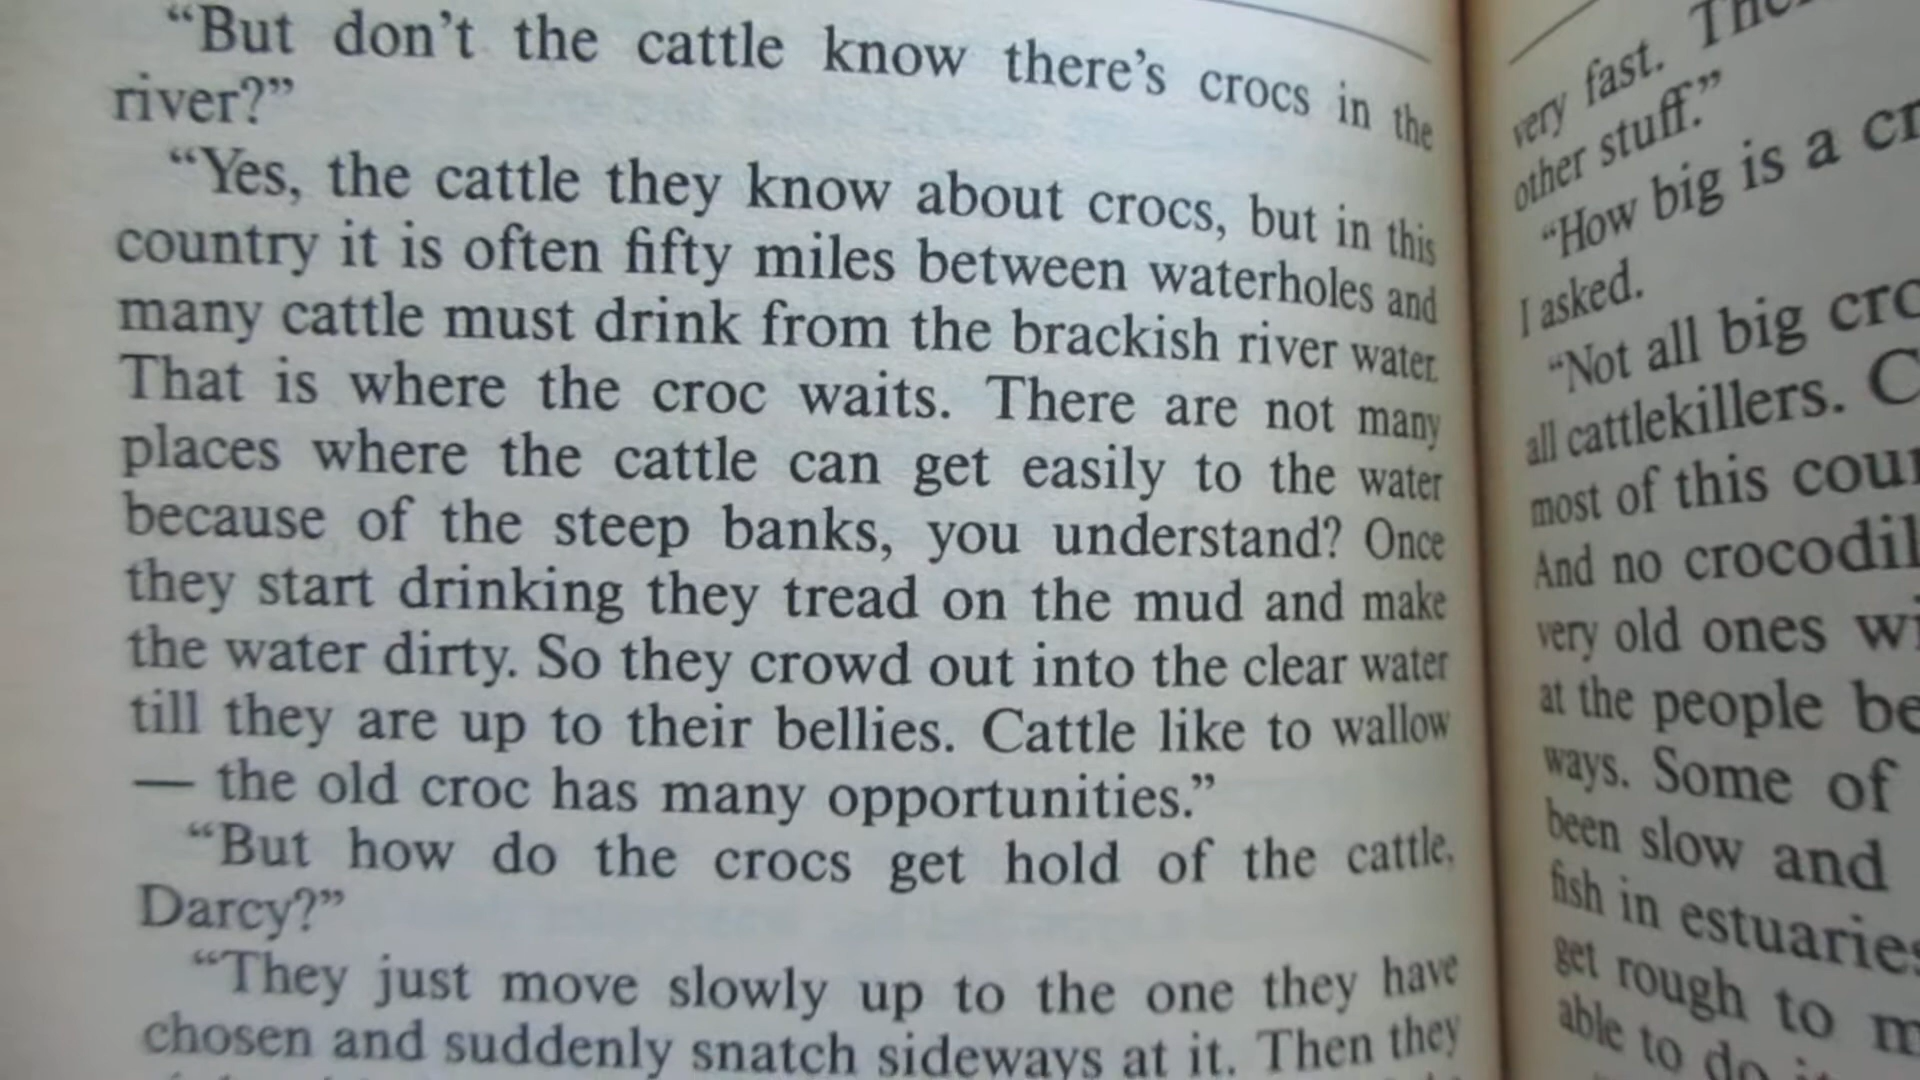 “But don’t the cattle know there’s crocs in the
river?”
“Yes, the cattle they know about crocs, but in this
country it is often fifty miles between waterholes and
many cattle must drink from the brackish river water.
That is where the croc waits. There are not many
places where the cattle can get easily to the water
because of the steep banks, you understand? Once
they start drinking they tread on the mud and make
the water dirty. So they crowd out into the clear water
till they are up to their bellies. Cattle like to wallow
— the old croc has many opportunities.”
“But how do the crocs get hold of the cattle,
Darcy?”
“They just move slowly up to the one they have
chosen and suddenly snatch sideways at it. Then they
very fast.
other stuff.”
“How big is a
I asked.
“Not all big
all cattlekillers.
most of this
And no
very old ones
at the people
ways. Some of
been slow and
fish in
get rough to
able to do